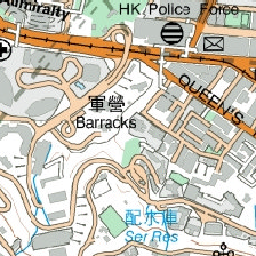 Admiralty
HK Police Force
QUEEN'S
軍營
Barracks
配水庫
Ser Res